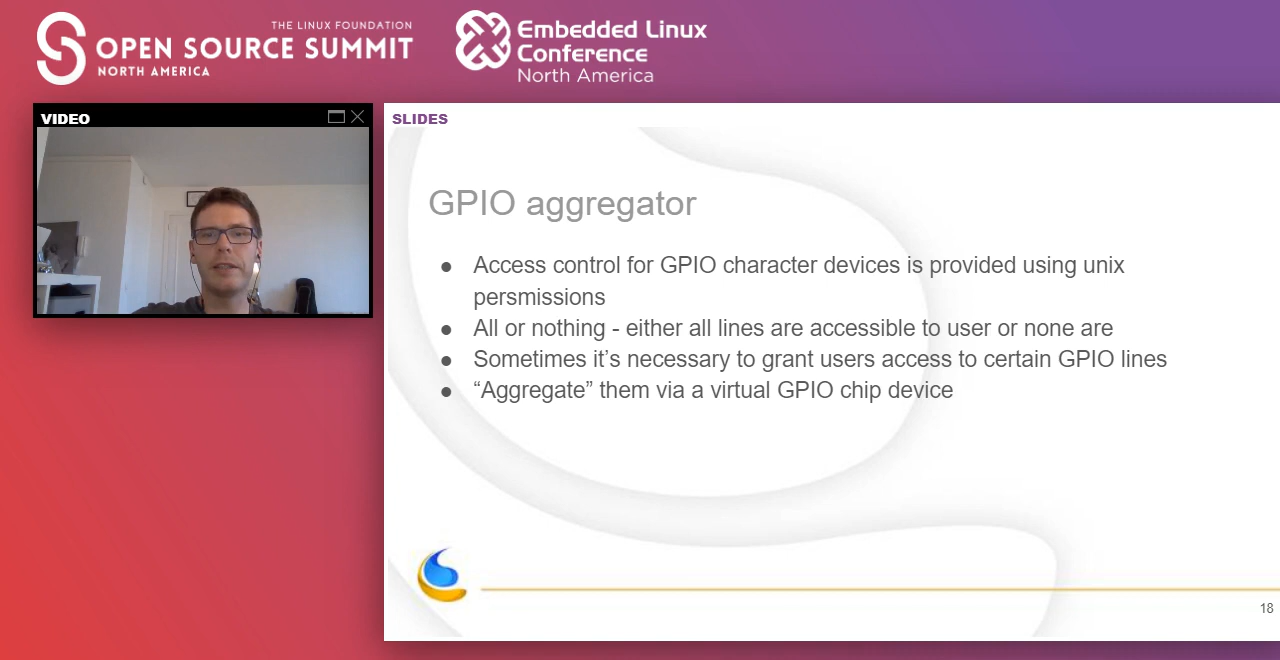 THE LINUX FOUNDATION
OPEN SOURCE SUMMIT
NORTH AMERICA
Embedded Linux
Conference
North America
VIDEO
SLIDES
GPIO aggregator
● Access control for GPIO character devices is provided using unix
persmissions
● All or nothing - either all lines are accessible to user or none are
● Sometimes it’s necessary to grant users access to certain GPIO lines
● “Aggregate” them via a virtual GPIO chip device
18